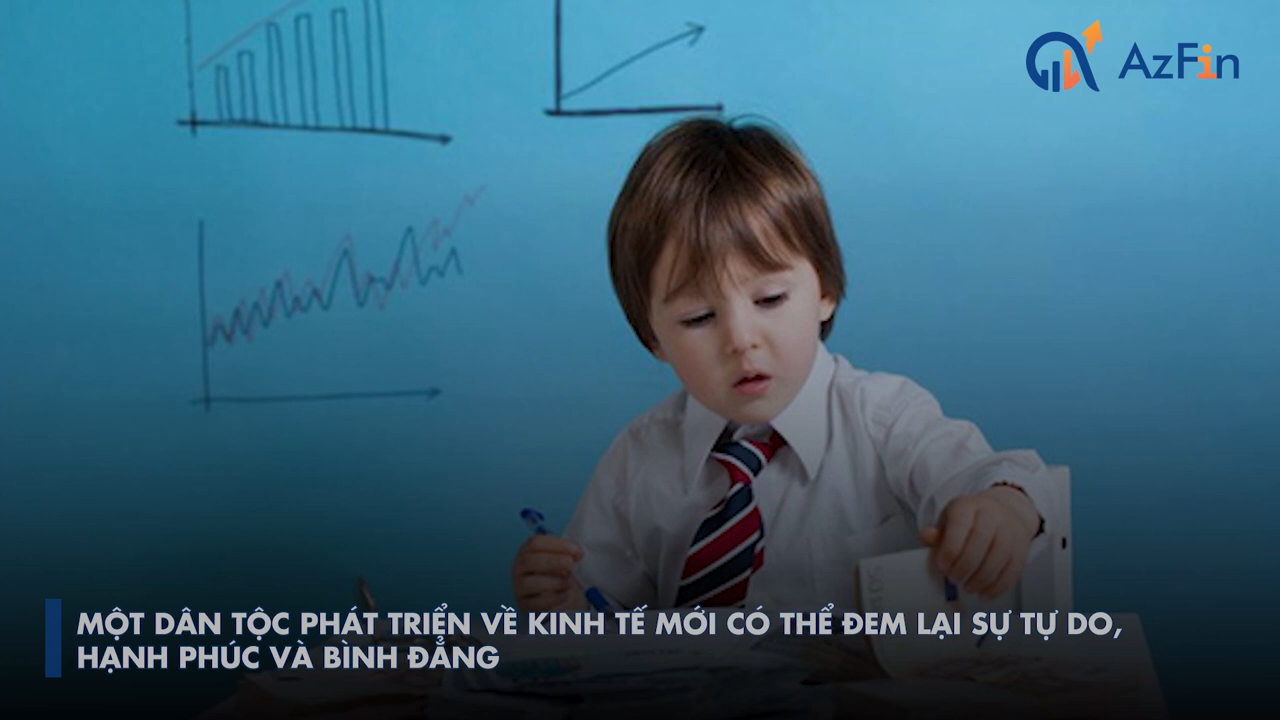 AzFin
MỘT DÂN TỘC PHÁT TRIỂN VỀ KINH TẾ MỚI CÓ THỂ ĐEM LẠI SỰ TỰ DO,
HẠNH PHÚC VÀ BÌNH ĐẲNG